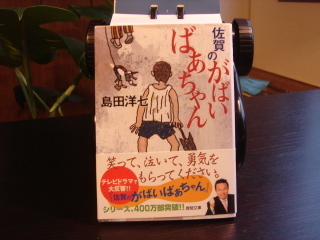 佐賀のがばい
ばぁちゃん
島田洋七
笑って、泣いて、勇気を
もらってください。
テレビドラマで
大反響!!
「佐賀のがばいばぁちゃん」
シリーズ、400万部突破!!
徳間文庫